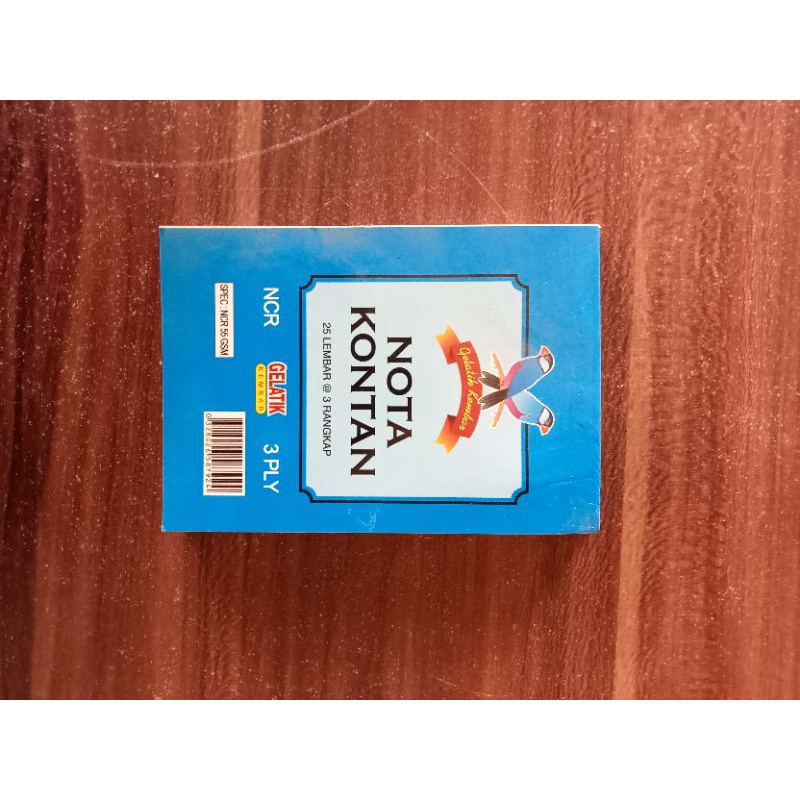 Gelatik kembar
NOTA
KONTAN
25 LEMBAR @ 3 RANGKAP
NCR
GELATIK
KEMBAR
3 PLY
SPEC : NCR 55 GSM